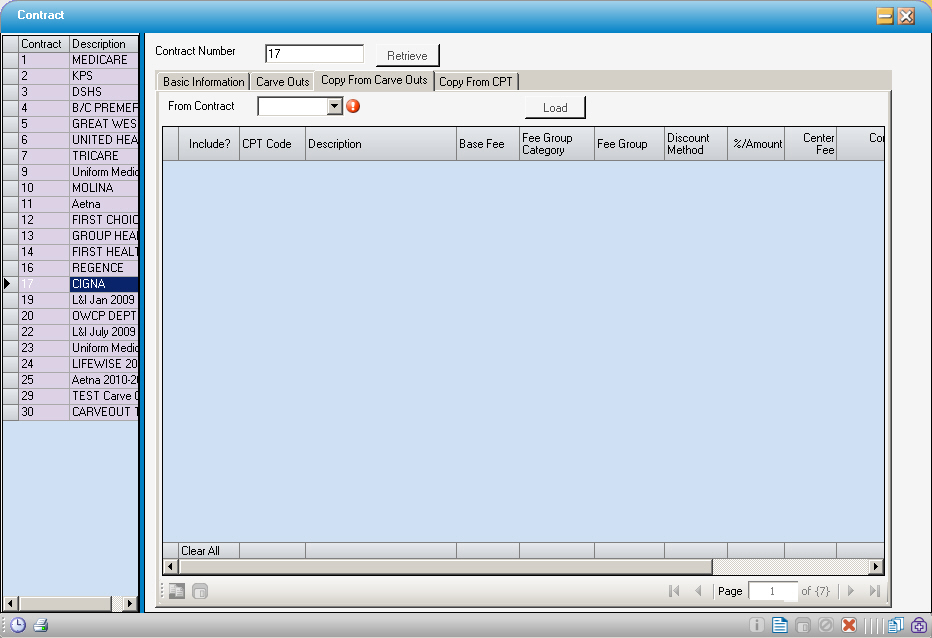 Contract
Contract Description
1 MEDICARE
2 KPS
3 DSHS
4 B/C PREMER
5 GREAT WES
6 UNITED HEA
7 TRICARE
9 Uniform Medic
10 MOLINA
11 Aetna
12 FIRST CHOIC
13 GROUP HEAL
14 FIRST HEALT
16 REGENCE
17 CIGNA
19 L&I Jan 2009
20 OWCP DEPT
22 L&I July 2009
23 Uniform Medic
24 LIFEWISE 20
25 Aetna 2010-20
29 TEST Carve O
30 CARVEOUT T
Contract Number 17 Retrieve
Basic Information Carve Outs Copy From Carve Outs Copy From CPT
From Contract Load
Include? CPT Code Description Base Fee Fee Group Category Fee Group Discount Method %/Amount Center Fee Cor
Clear All
Page 1 of {7}